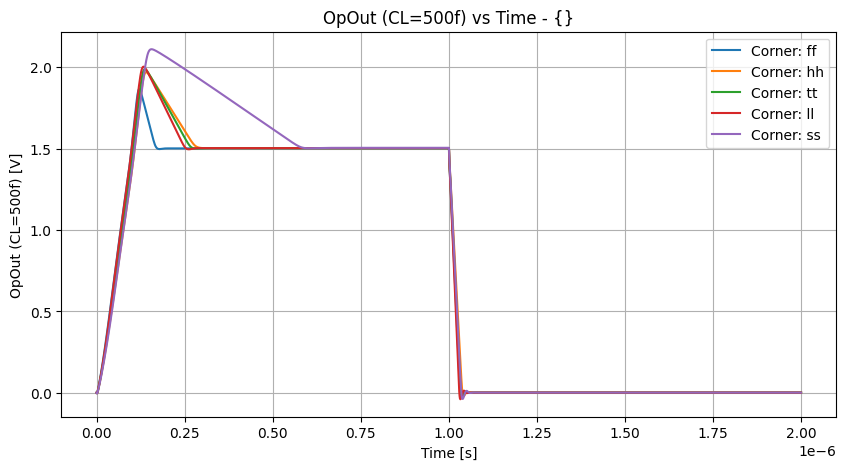 OpOut (CL=500f) vs Time - {}
OpOut (CL=500f) [V]
2.0
1.5
1.0
0.5
0.0
Corner: ff
Corner: hh
Corner: tt
Corner: ll
Corner: ss
0.00 0.25 0.50 0.75 1.00 1.25 1.50 1.75 2.00
1e−6
Time [s]